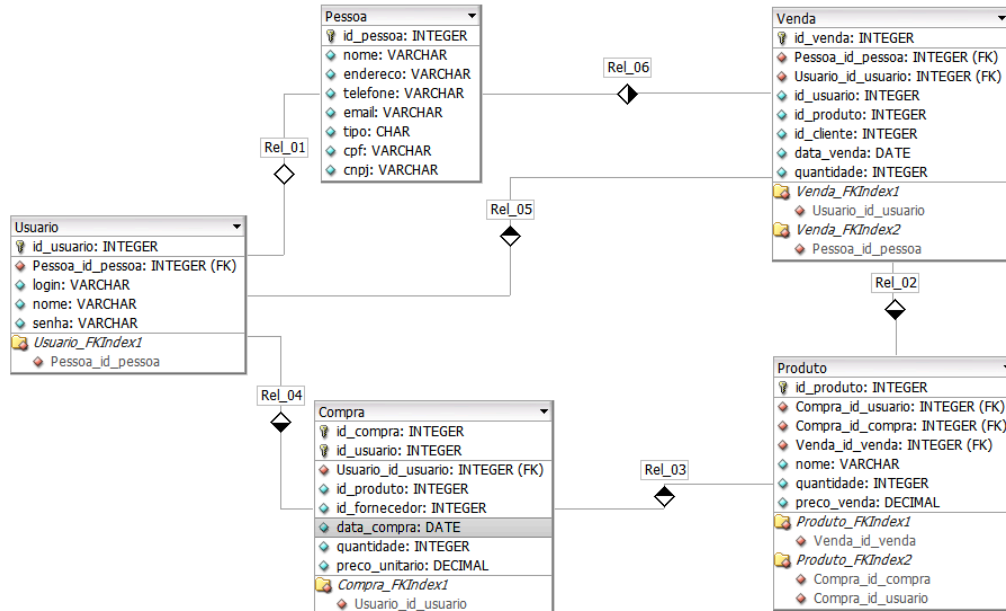 Pessoa
id_pessoa: INTEGER
nome: VARCHAR
endereco: VARCHAR
telefone: VARCHAR
email: VARCHAR
tipo: CHAR
cpf: VARCHAR
cnpj: VARCHAR
Rel_06
Venda
id_venda: INTEGER
Pessoa_id_pessoa: INTEGER (FK)
Usuario_id_usuario: INTEGER (FK)
id_usuario: INTEGER
id_produto: INTEGER
id_cliente: INTEGER
data_venda: DATE
quantidade: INTEGER
Venda_FKIndex1
Usuario_id_usuario
Venda_FKIndex2
Pessoa_id_pessoa
Rel_01
Rel_05
Usuario
id_usuario: INTEGER
Pessoa_id_pessoa: INTEGER (FK)
login: VARCHAR
nome: VARCHAR
senha: VARCHAR
Usuario_FKIndex1
Pessoa_id_pessoa
Rel_02
Rel_04
Compra
id_compra: INTEGER
id_usuario: INTEGER
Usuario_id_usuario: INTEGER (FK)
id_produto: INTEGER
id_fornecedor: INTEGER
data_compra: DATE
quantidade: INTEGER
preco_unitario: DECIMAL
Compra_FKIndex1
Usuario_id_usuario
Rel_03
Produto
id_produto: INTEGER
Compra_id_usuario: INTEGER (FK)
Compra_id_compra: INTEGER (FK)
Venda_id_venda: INTEGER (FK)
nome: VARCHAR
quantidade: INTEGER
preco_venda: DECIMAL
Produto_FKIndex1
Venda_id_venda
Produto_FKIndex2
Compra_id_compra
Compra_id_usuario